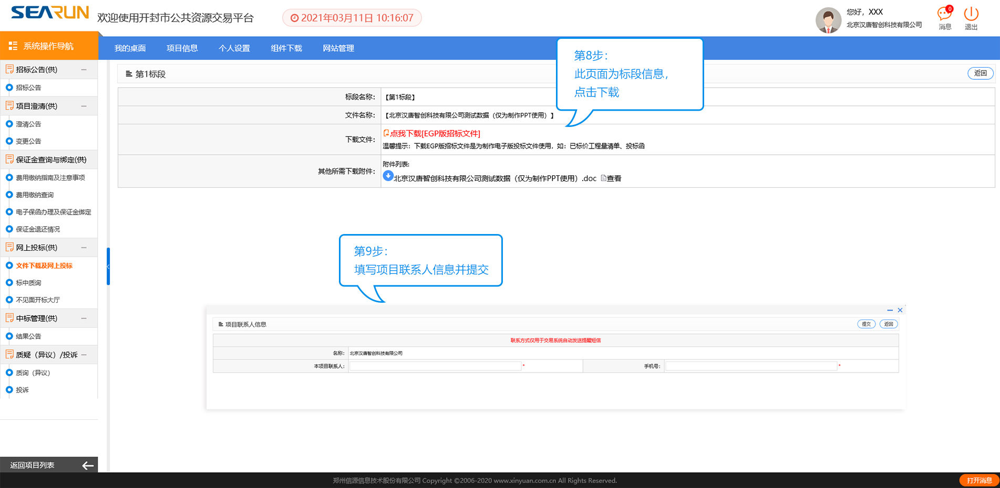 SEARUN 欢迎使用开封市公共资源交易平台 2021年03月11日 10:16:07
您好，XXX
北京汉唐智创科技有限公司
0
消息 退出
系统操作导航
我的桌面 项目信息 个人设置 组件下载 网站管理
招标公告(供)
招标公告
项目澄清(供)
澄清公告
变更公告
保证金查询与绑定(供)
费用缴纳指南及注意事项
费用缴纳查询
电子保函办理及保证金绑定
保证金退还情况
网上投标(供)
文件下载及网上投标
标中质询
不见面开标大厅
中标管理(供)
结果公告
质疑（异议）/投诉
质询（异议）
投诉
返回项目列表
第1标段
返回
第8步：
此页面为标段信息，
点击下载
标段名称： 【第1标段】
文件名称： 【北京汉唐智创科技有限公司测试数据（仅为制作PPT使用）】
下载文件： 点我下载[EGP版招标文件]
温馨提示：下载EGP版招标文件是为制作电子版投标文件使用，如：已标价工程量清单、投标函
其他所需下载附件： 附件列表:
北京汉唐智创科技有限公司测试数据（仅为制作PPT使用）.doc 查看
第9步：
填写项目联系人信息并提交
项目联系人信息
提交 返回
联系方式仅用于交易系统自动发送提醒短信
名称： 北京汉唐智创科技有限公司
本项目联系人： * 手机号： *
郑州信源信息技术股份有限公司 Copyright ©2006-2020 www.xinyuan.com.cn All Rights Reserved.
打开消息